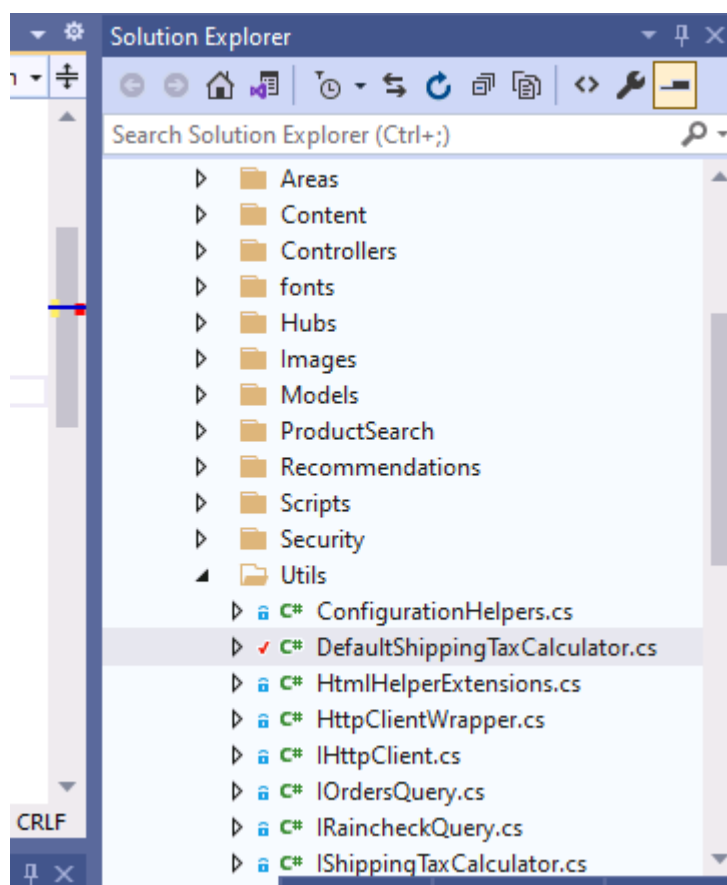 Solution Explorer
Search Solution Explorer (Ctrl+;)
Areas
Content
Controllers
fonts
Hubs
Images
Models
ProductSearch
Recommendations
Scripts
Security
Utils
C# ConfigurationHelpers.cs
C# DefaultShippingTaxCalculator.cs
C# HtmlHelperExtensions.cs
C# HttpClientWrapper.cs
C# IHttpClient.cs
C# IOrdersQuery.cs
C# IRaincheckQuery.cs
C# IShippingTaxCalculator.cs
CRLF